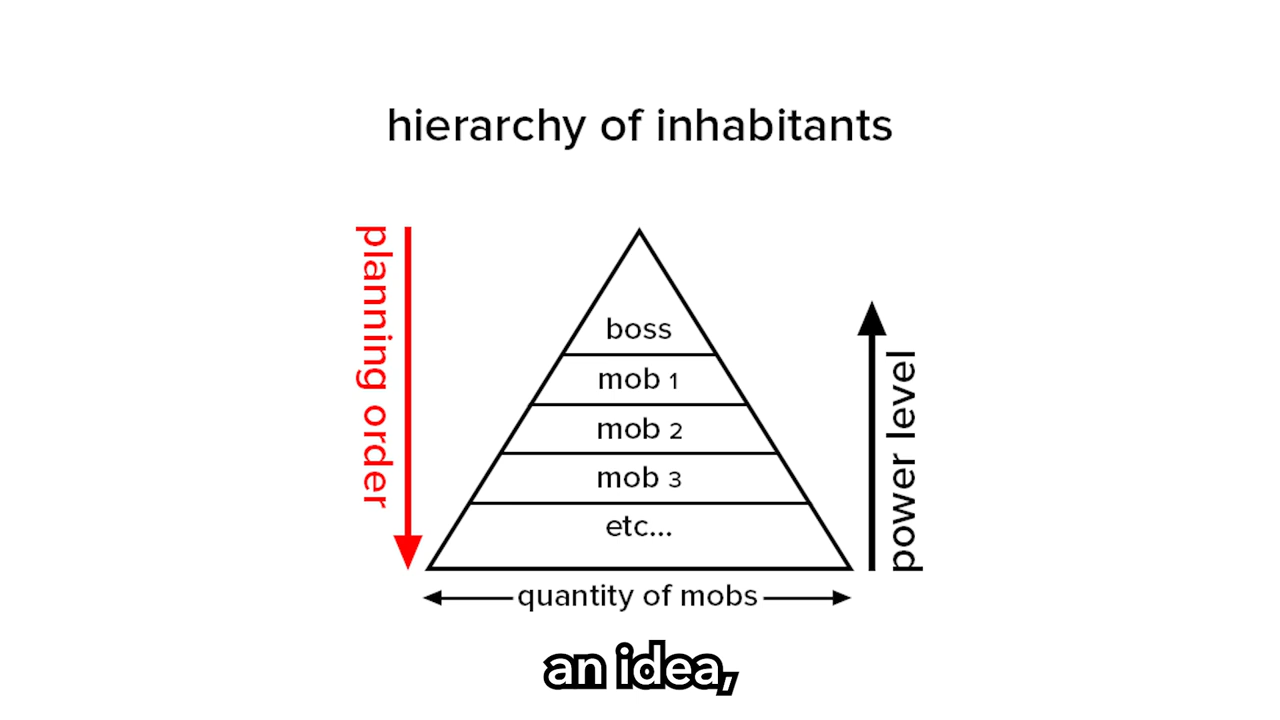 hierarchy of inhabitants
planning order
boss
mob 1
mob 2
mob 3
etc...
power level
quantity of mobs
an idea,